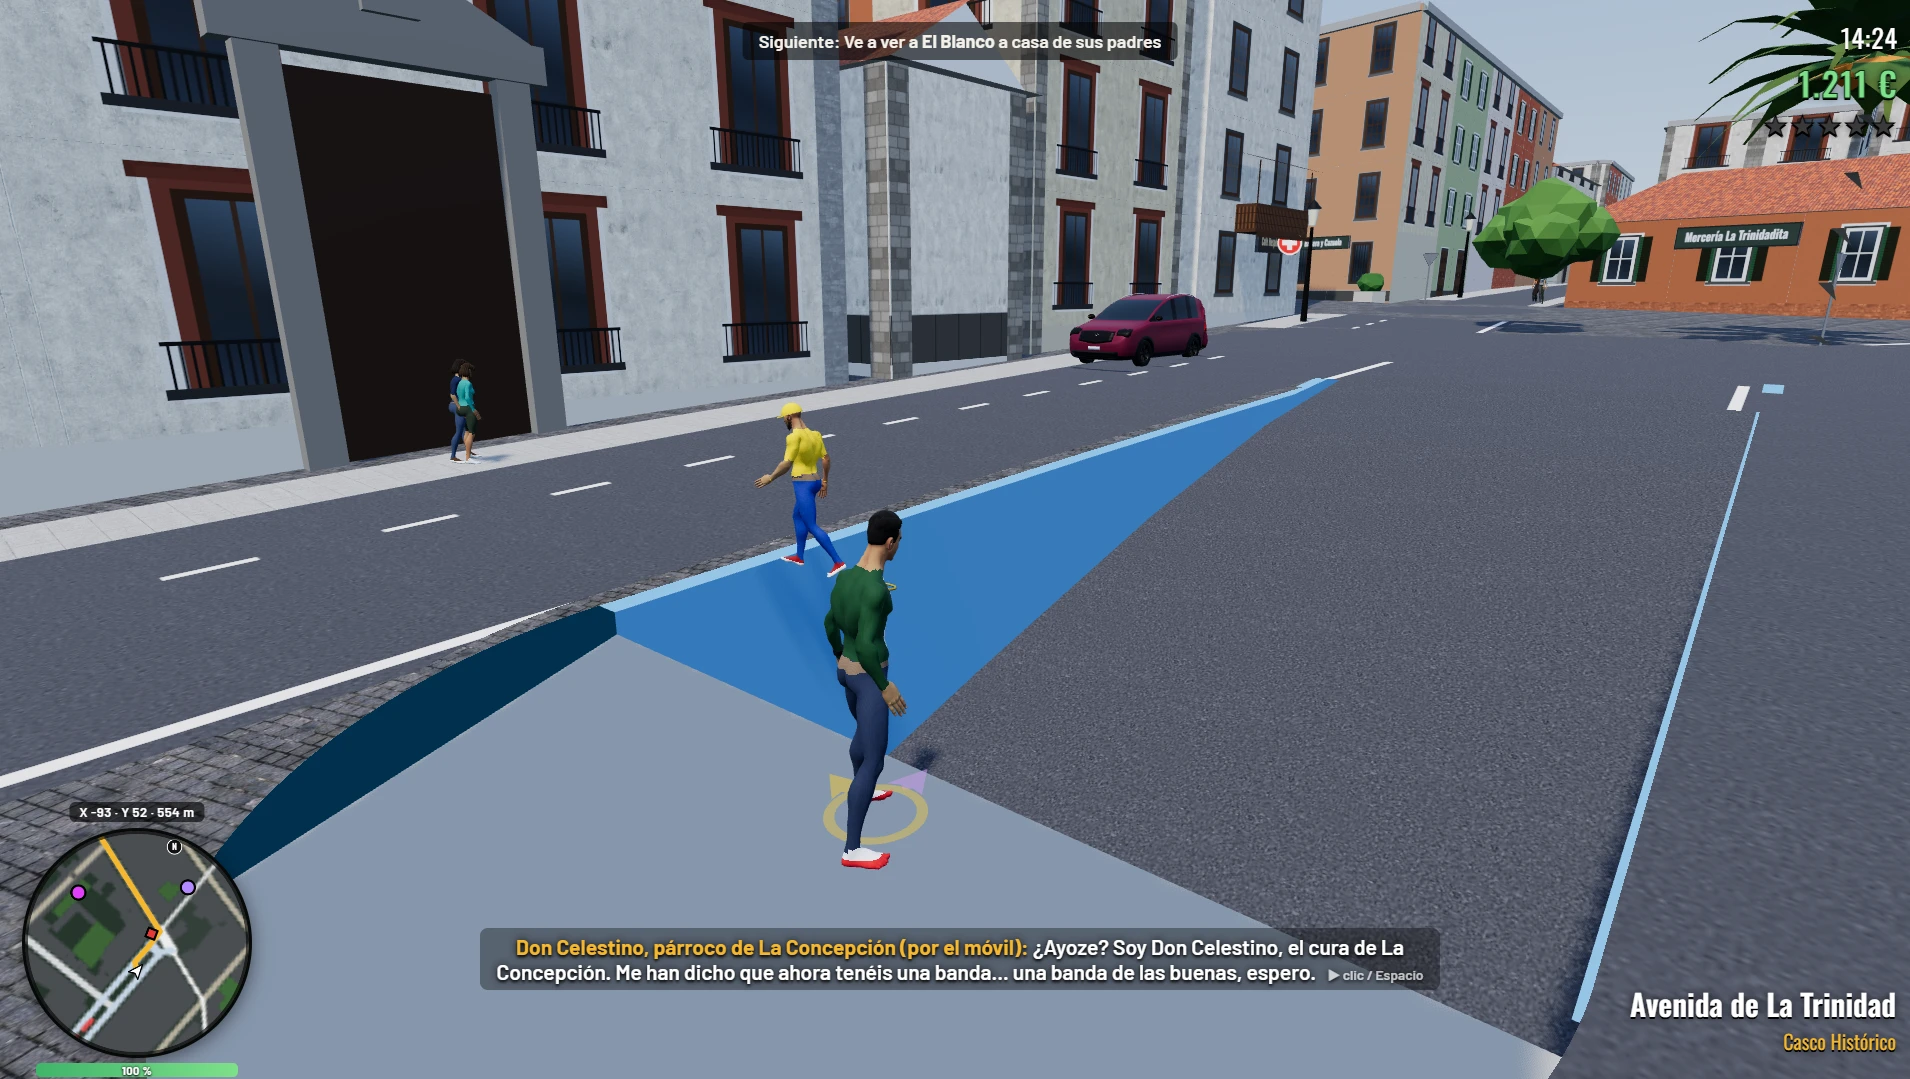 Siguiente: Ve a ver a El Blanco a casa de sus padres
14:24
1.211 €
Mercería La Trinidadita
X -93 · Y 52 · 554 m
N
Don Celestino, párroco de La Concepción (por el móvil): ¿Ayoze? Soy Don Celestino, el cura de La
Concepción. Me han dicho que ahora tenéis una banda... una banda de las buenas, espero. ▶ clic / Espacio
Avenida de La Trinidad
Casco Histórico
100 %